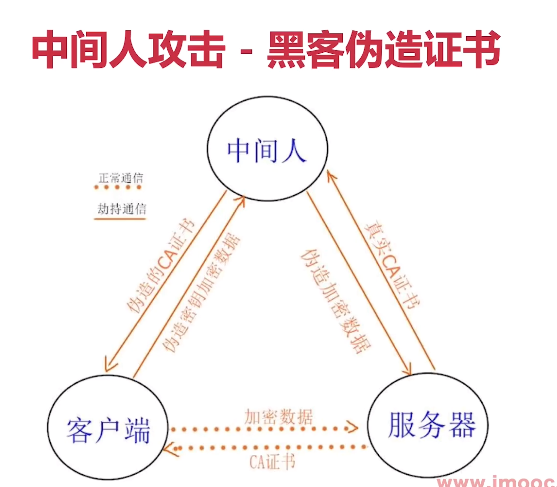 中间人攻击 - 黑客伪造证书
中间人
正常通信
劫持通信
伪造的CA证书
伪造密钥加密数据
伪造加密数据
真实CA证书
客户端
加密数据
CA证书
服务器
www.imooc